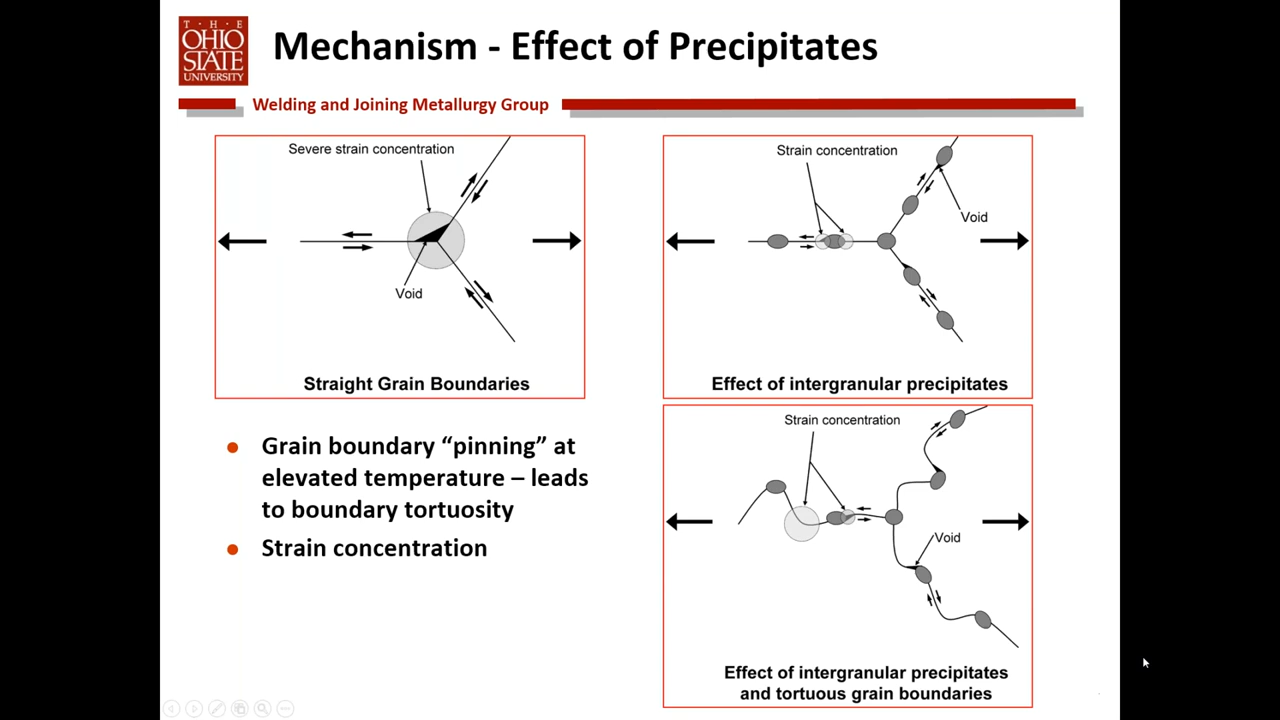 T · H · E
OHIO
STATE
UNIVERSITY
Mechanism - Effect of Precipitates
Welding and Joining Metallurgy Group
Severe strain concentration
Void
Straight Grain Boundaries
Strain concentration
Void
Effect of intergranular precipitates
Grain boundary “pinning” at
elevated temperature – leads
to boundary tortuosity
Strain concentration
Strain concentration
Void
Effect of intergranular precipitates
and tortuous grain boundaries